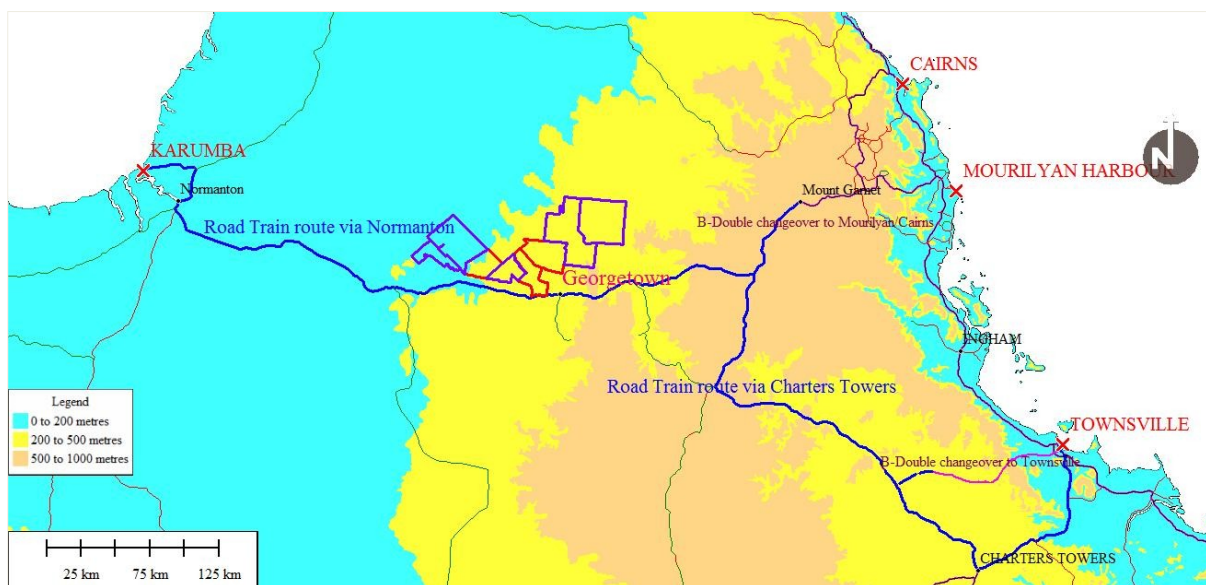 CAIRNS
KARUMBA
N
MOURILYAN HARBOUR
Normanton
Mount Garnet
Road Train route via Normanton
B-Double changeover to Mourilyan/Cairns
Georgetown
INGHAM
Road Train route via Charters Towers
Legend
0 to 200 metres
200 to 500 metres
500 to 1000 metres
TOWNSVILLE
B-Double changeover to Townsville
CHARTERS TOWERS
25 km 75 km 125 km